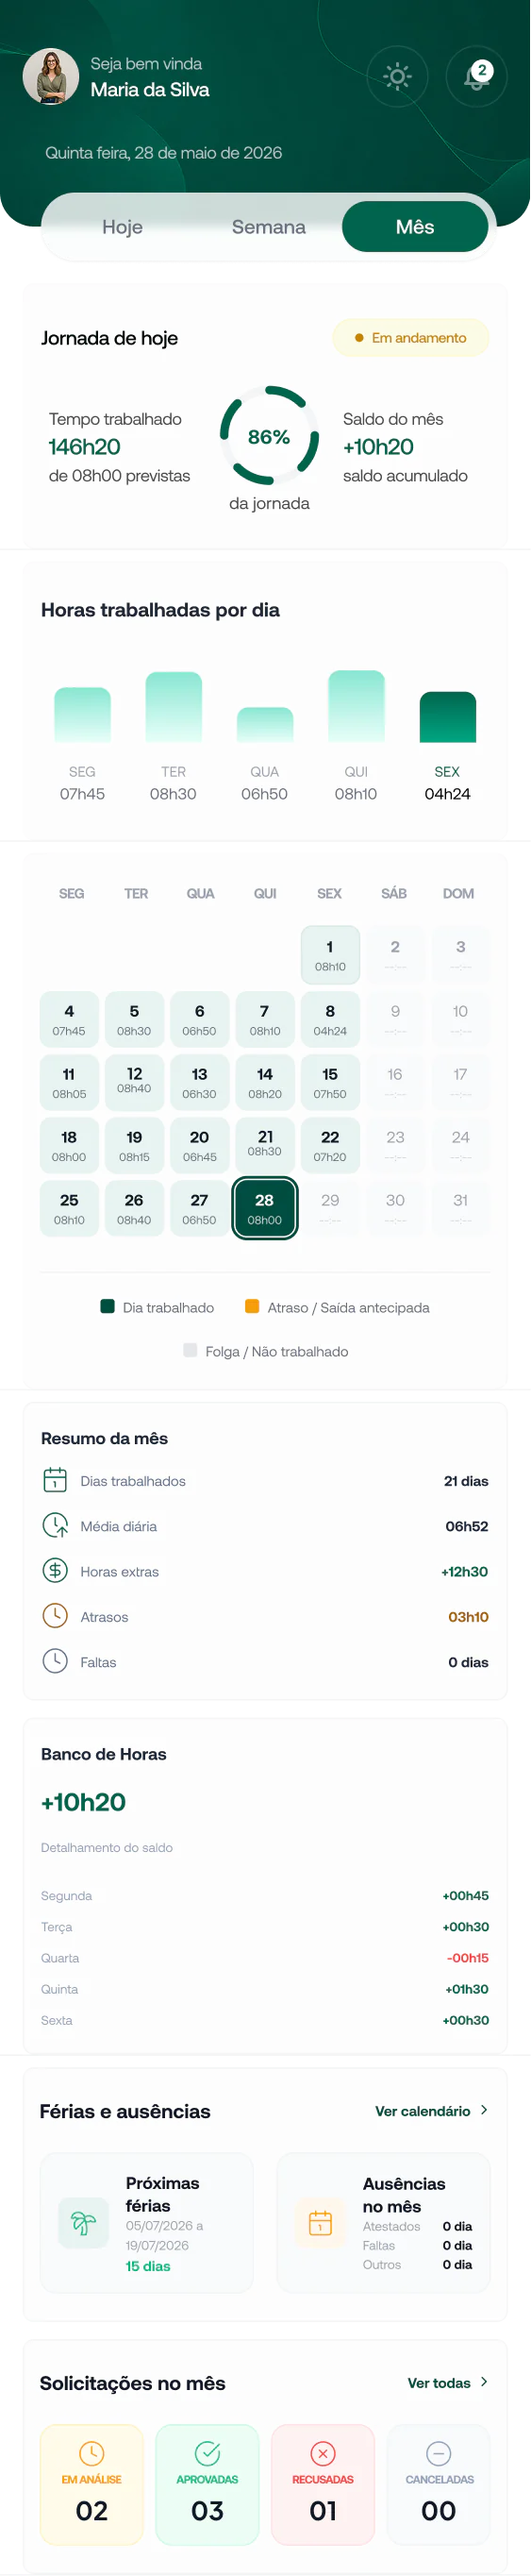 Seja bem vinda
Maria da Silva
2
Quinta feira, 28 de maio de 2026
Hoje Semana Mês
Jornada de hoje
Em andamento
Tempo trabalhado
146h20
de 08h00 previstas
86%
da jornada
Saldo do mês
+10h20
saldo acumulado
Horas trabalhadas por dia
SEG TER QUA QUI SEX
07h45 08h30 06h50 08h10 04h24
SEG TER QUA QUI SEX SÁB DOM
1 2 3
08h10 --:-- --:--
4 5 6 7 8 9 10
07h45 08h30 06h50 08h10 04h24 --:-- --:--
11 12 13 14 15 16 17
08h05 08h40 06h30 08h20 07h50 --:-- --:--
18 19 20 21 22 23 24
08h00 08h15 06h45 08h30 07h20 --:-- --:--
25 26 27 28 29 30 31
08h10 08h40 06h50 08h00 --:-- --:-- --:--
Dia trabalhado Atraso / Saída antecipada
Folga / Não trabalhado
Resumo da mês
1
Dias trabalhados 21 dias
Média diária 06h52
Horas extras +12h30
Atrasos 03h10
Faltas 0 dias
Banco de Horas
+10h20
Detalhamento do saldo
Segunda +00h45
Terça +00h30
Quarta -00h15
Quinta +01h30
Sexta +00h30
Férias e ausências
Ver calendário >
Próximas
férias
05/07/2026 a
19/07/2026
15 dias
1
Ausências
no mês
Atestados 0 dia
Faltas 0 dia
Outros 0 dia
Solicitações no mês
Ver todas >
EM ANÁLISE APROVADAS RECUSADAS CANCELADAS
02 03 01 00